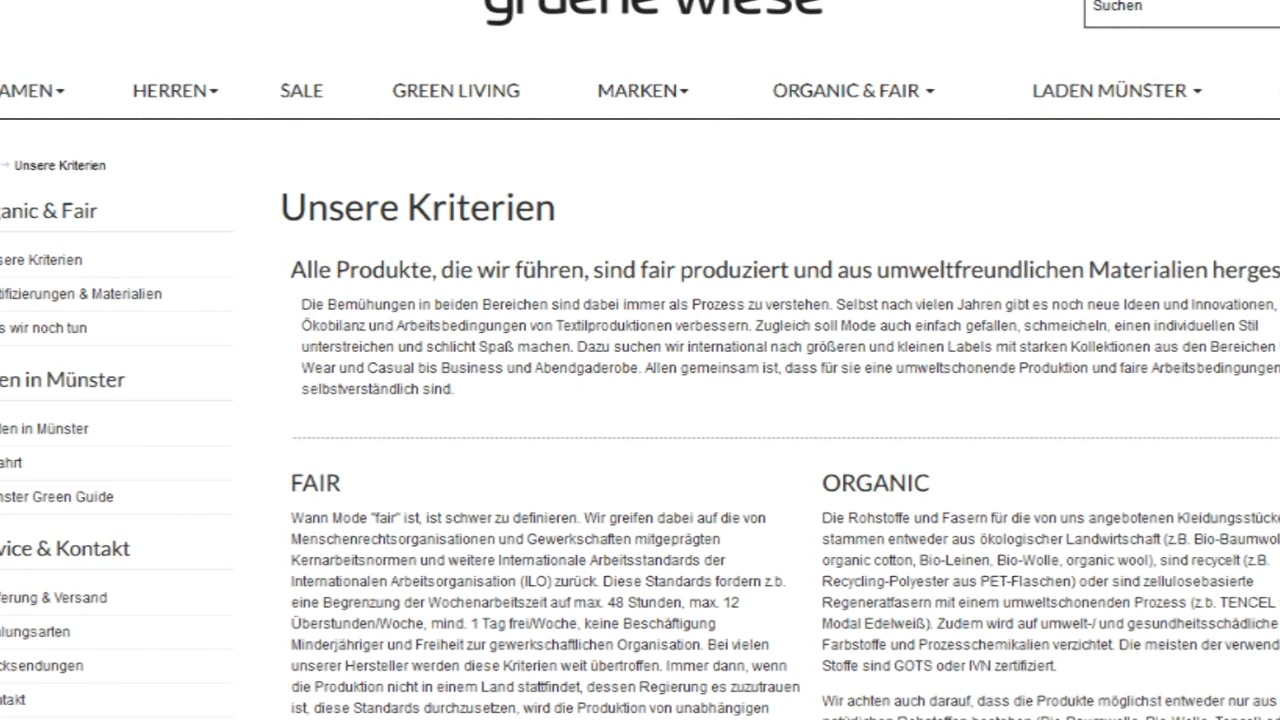 gruene wiese
Suchen
AMEN
HERREN
SALE
GREEN LIVING
MARKEN
ORGANIC & FAIR
LADEN MÜNSTER
→ Unsere Kriterien
anic & Fair
sere Kriterien
tifizierungen & Materialien
s wir noch tun
en in Münster
den in Münster
ahrt
nster Green Guide
vice & Kontakt
ferung & Versand
lungsarten
cksendungen
ntakt
Unsere Kriterien
Alle Produkte, die wir führen, sind fair produziert und aus umweltfreundlichen Materialien herges
Die Bemühungen in beiden Bereichen sind dabei immer als Prozess zu verstehen. Selbst nach vielen Jahren gibt es noch neue Ideen und Innovationen,
Ökobilanz und Arbeitsbedingungen von Textilproduktionen verbessern. Zugleich soll Mode auch einfach gefallen, schmeicheln, einen individuellen Stil
unterstreichen und schlicht Spaß machen. Dazu suchen wir international nach größeren und kleinen Labels mit starken Kollektionen aus den Bereichen
Wear und Casual bis Business und Abendgaderobe. Allen gemeinsam ist, dass für sie eine umweltschonende Produktion und faire Arbeitsbedingungen
selbstverständlich sind.
FAIR
Wann Mode "fair" ist, ist schwer zu definieren. Wir greifen dabei auf die von
Menschenrechtsorganisationen und Gewerkschaften mitgeprägten
Kernarbeitsnormen und weitere Internationale Arbeitsstandards der
Internationalen Arbeitsorganisation (ILO) zurück. Diese Standards fordern z.b.
eine Begrenzung der Wochenarbeitszeit auf max. 48 Stunden, max. 12
Überstunden/Woche, mind. 1 Tag frei/Woche, keine Beschäftigung
Minderjähriger und Freiheit zur gewerkschaftlichen Organisation. Bei vielen
unserer Hersteller werden diese Kriterien weit übertroffen. Immer dann, wenn
die Produktion nicht in einem Land stattfindet, dessen Regierung es zuzutrauen
ist, diese Standards durchzusetzen, wird die Produktion von unabhängigen
ORGANIC
Die Rohstoffe und Fasern für die von uns angebotenen Kleidungsstücke
stammen entweder aus ökologischer Landwirtschaft (z.B. Bio-Baumwol
organic cotton, Bio-Leinen, Bio-Wolle, organic wool), sind recycelt (z.B.
Recycling-Polyester aus PET-Flaschen) oder sind zellulosebasierte
Regeneratfasern mit einem umweltschonenden Prozess (z.b. TENCEL
Modal Edelweiß). Zudem wird auf umwelt-/ und gesundheitsschädliche
Farbstoffe und Prozesschemikalien verzichtet. Die meisten der verwend
Stoffe sind GOTS oder IVN zertifiziert.
Wir achten auch darauf, dass die Produkte möglichst entweder nur aus
natürlichen Rohstoffen bestehen (Bio-Baumwolle, Bio-Wolle, Tencel) o